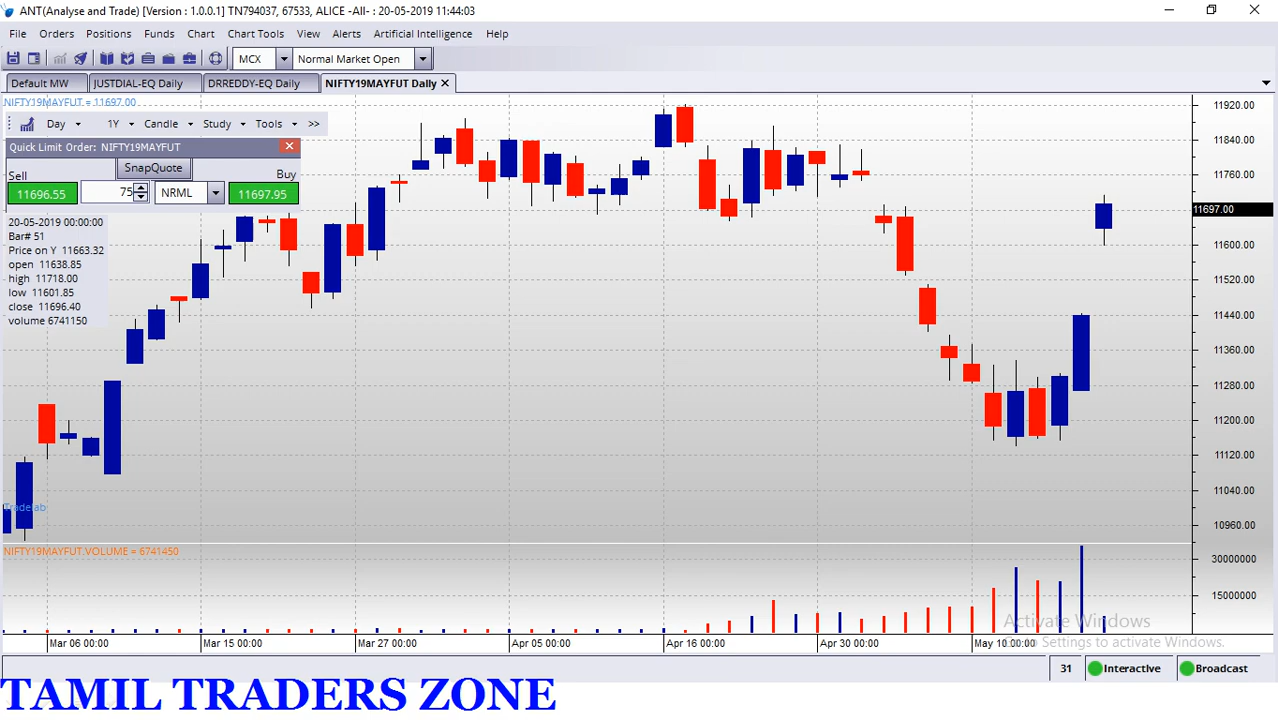 ANT(Analyse and Trade) [Version : 1.0.0.1] TN794037, 67533, ALICE -All- : 20-05-2019 11:44:03
File Orders Positions Funds Chart Chart Tools View Alerts Artificial Intelligence Help
MCX Normal Market Open
Default MW JUSTDIAL-EQ Daily DRREDDY-EQ Daily NIFTY19MAYFUT Daily
NIFTY19MAYFUT = 11697.00
Day 1Y Candle Study Tools >>
Quick Limit Order: NIFTY19MAYFUT
SnapQuote
Sell Buy
11696.55 75 NRML 11697.95
20-05-2019 00:00:00
Bar# 51
Price on Y 11663.32
open 11638.85
high 11718.00
low 11601.85
close 11696.40
volume 6741150
11920.00
11840.00
11760.00
11697.00
11600.00
11520.00
11440.00
11360.00
11280.00
11200.00
11120.00
11040.00
10960.00
Tradelab
NIFTY19MAYFUT.VOLUME = 6741450
30000000
15000000
Activate Windows
Go to Settings to activate Windows.
Mar 06 00:00 Mar 15 00:00 Mar 27 00:00 Apr 05 00:00 Apr 16 00:00 Apr 30 00:00 May 10 00:00
31 Interactive Broadcast
TAMIL TRADERS ZONE